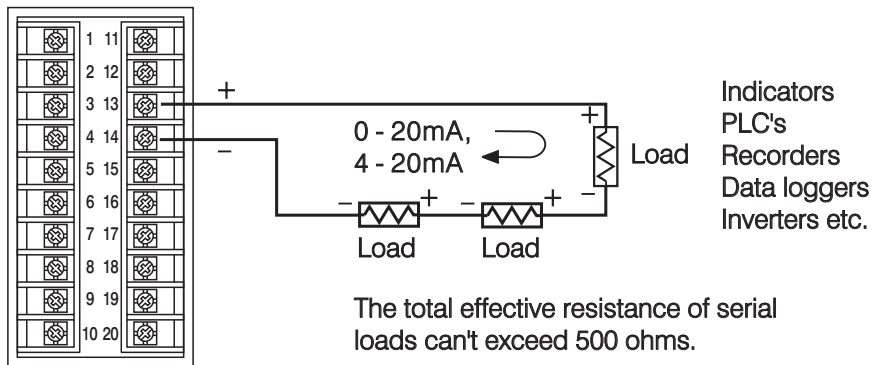 1 11
2 12
3 13
4 14
5 15
6 16
7 17
8 18
9 19
10 20
+
−
0 - 20mA,
4 - 20mA
+
Load
−
− +
Load
− +
Load
Indicators
PLC's
Recorders
Data loggers
Inverters etc.
The total effective resistance of serial
loads can't exceed 500 ohms.